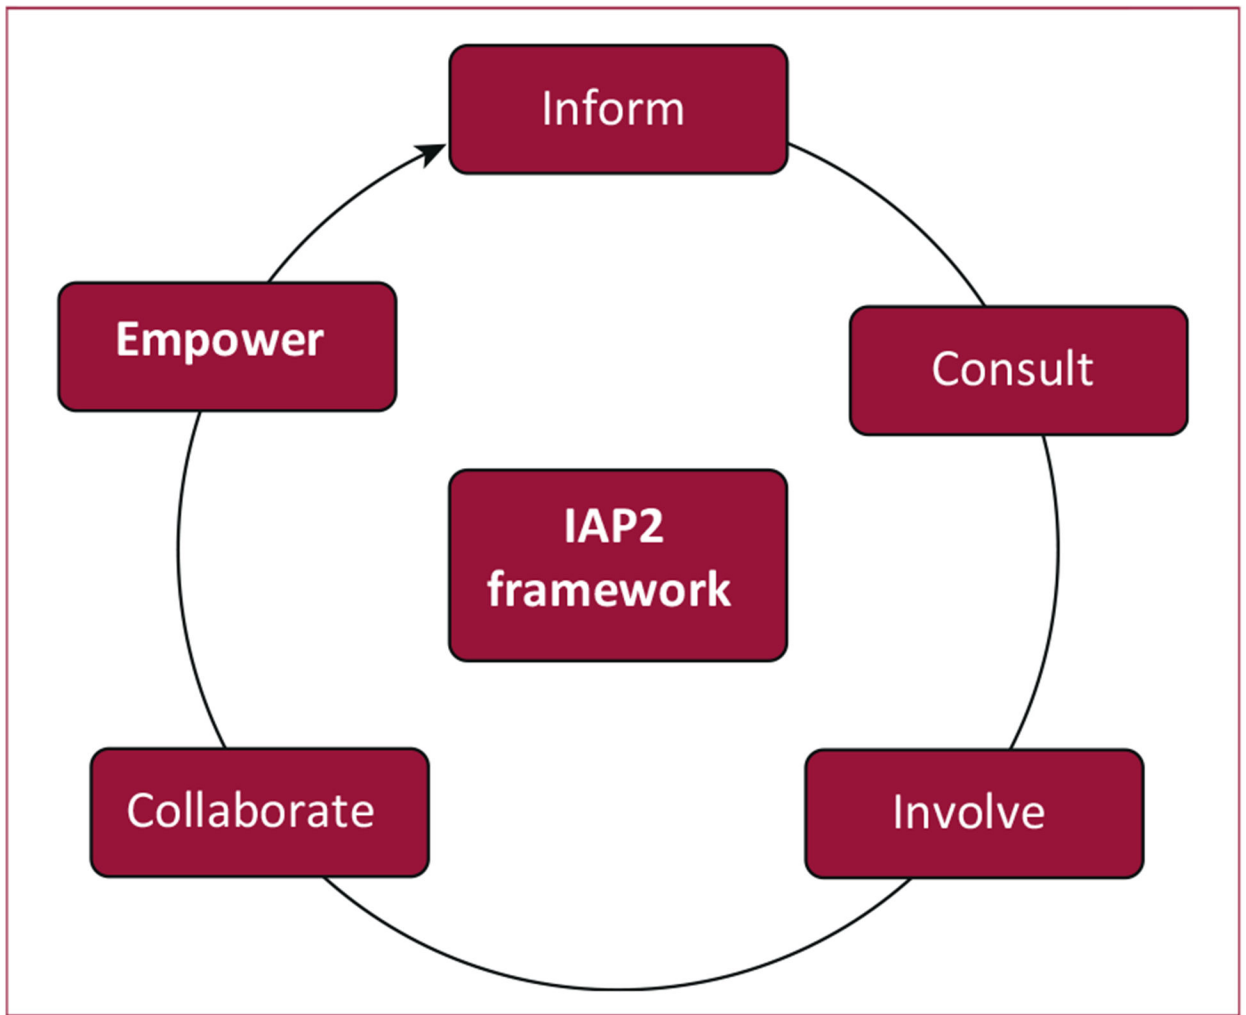 Inform
Consult
Involve
Collaborate
Empower
IAP2
framework